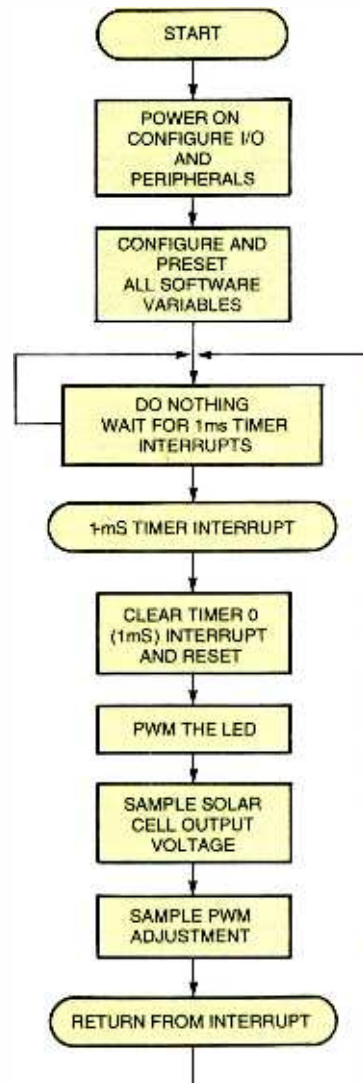 START
POWER ON
CONFIGURE I/O
AND
PERIPHERALS
CONFIGURE AND
PRESET
ALL SOFTWARE
VARIABLES
DO NOTHING
WAIT FOR 1ms TIMER
INTERRUPTS
1-mS TIMER INTERRUPT
CLEAR TIMER 0
(1mS) INTERRUPT
AND RESET
PWM THE LED
SAMPLE SOLAR
CELL OUTPUT
VOLTAGE
SAMPLE PWM
ADJUSTMENT
RETURN FROM INTERRUPT